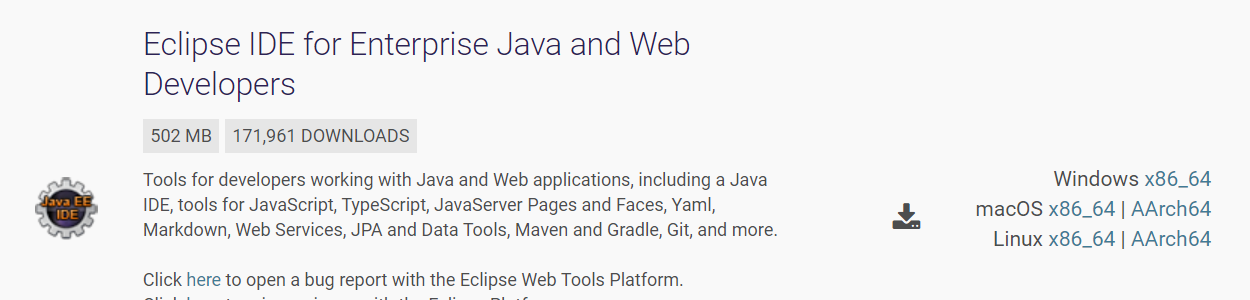 Eclipse IDE for Enterprise Java and Web
Developers
502 MB 171,961 DOWNLOADS
Java EE
IDE
Tools for developers working with Java and Web applications, including a Java
IDE, tools for JavaScript, TypeScript, JavaServer Pages and Faces, Yaml,
Markdown, Web Services, JPA and Data Tools, Maven and Gradle, Git, and more.
Windows x86_64
macOS x86_64 | AArch64
Linux x86_64 | AArch64
Click here to open a bug report with the Eclipse Web Tools Platform.